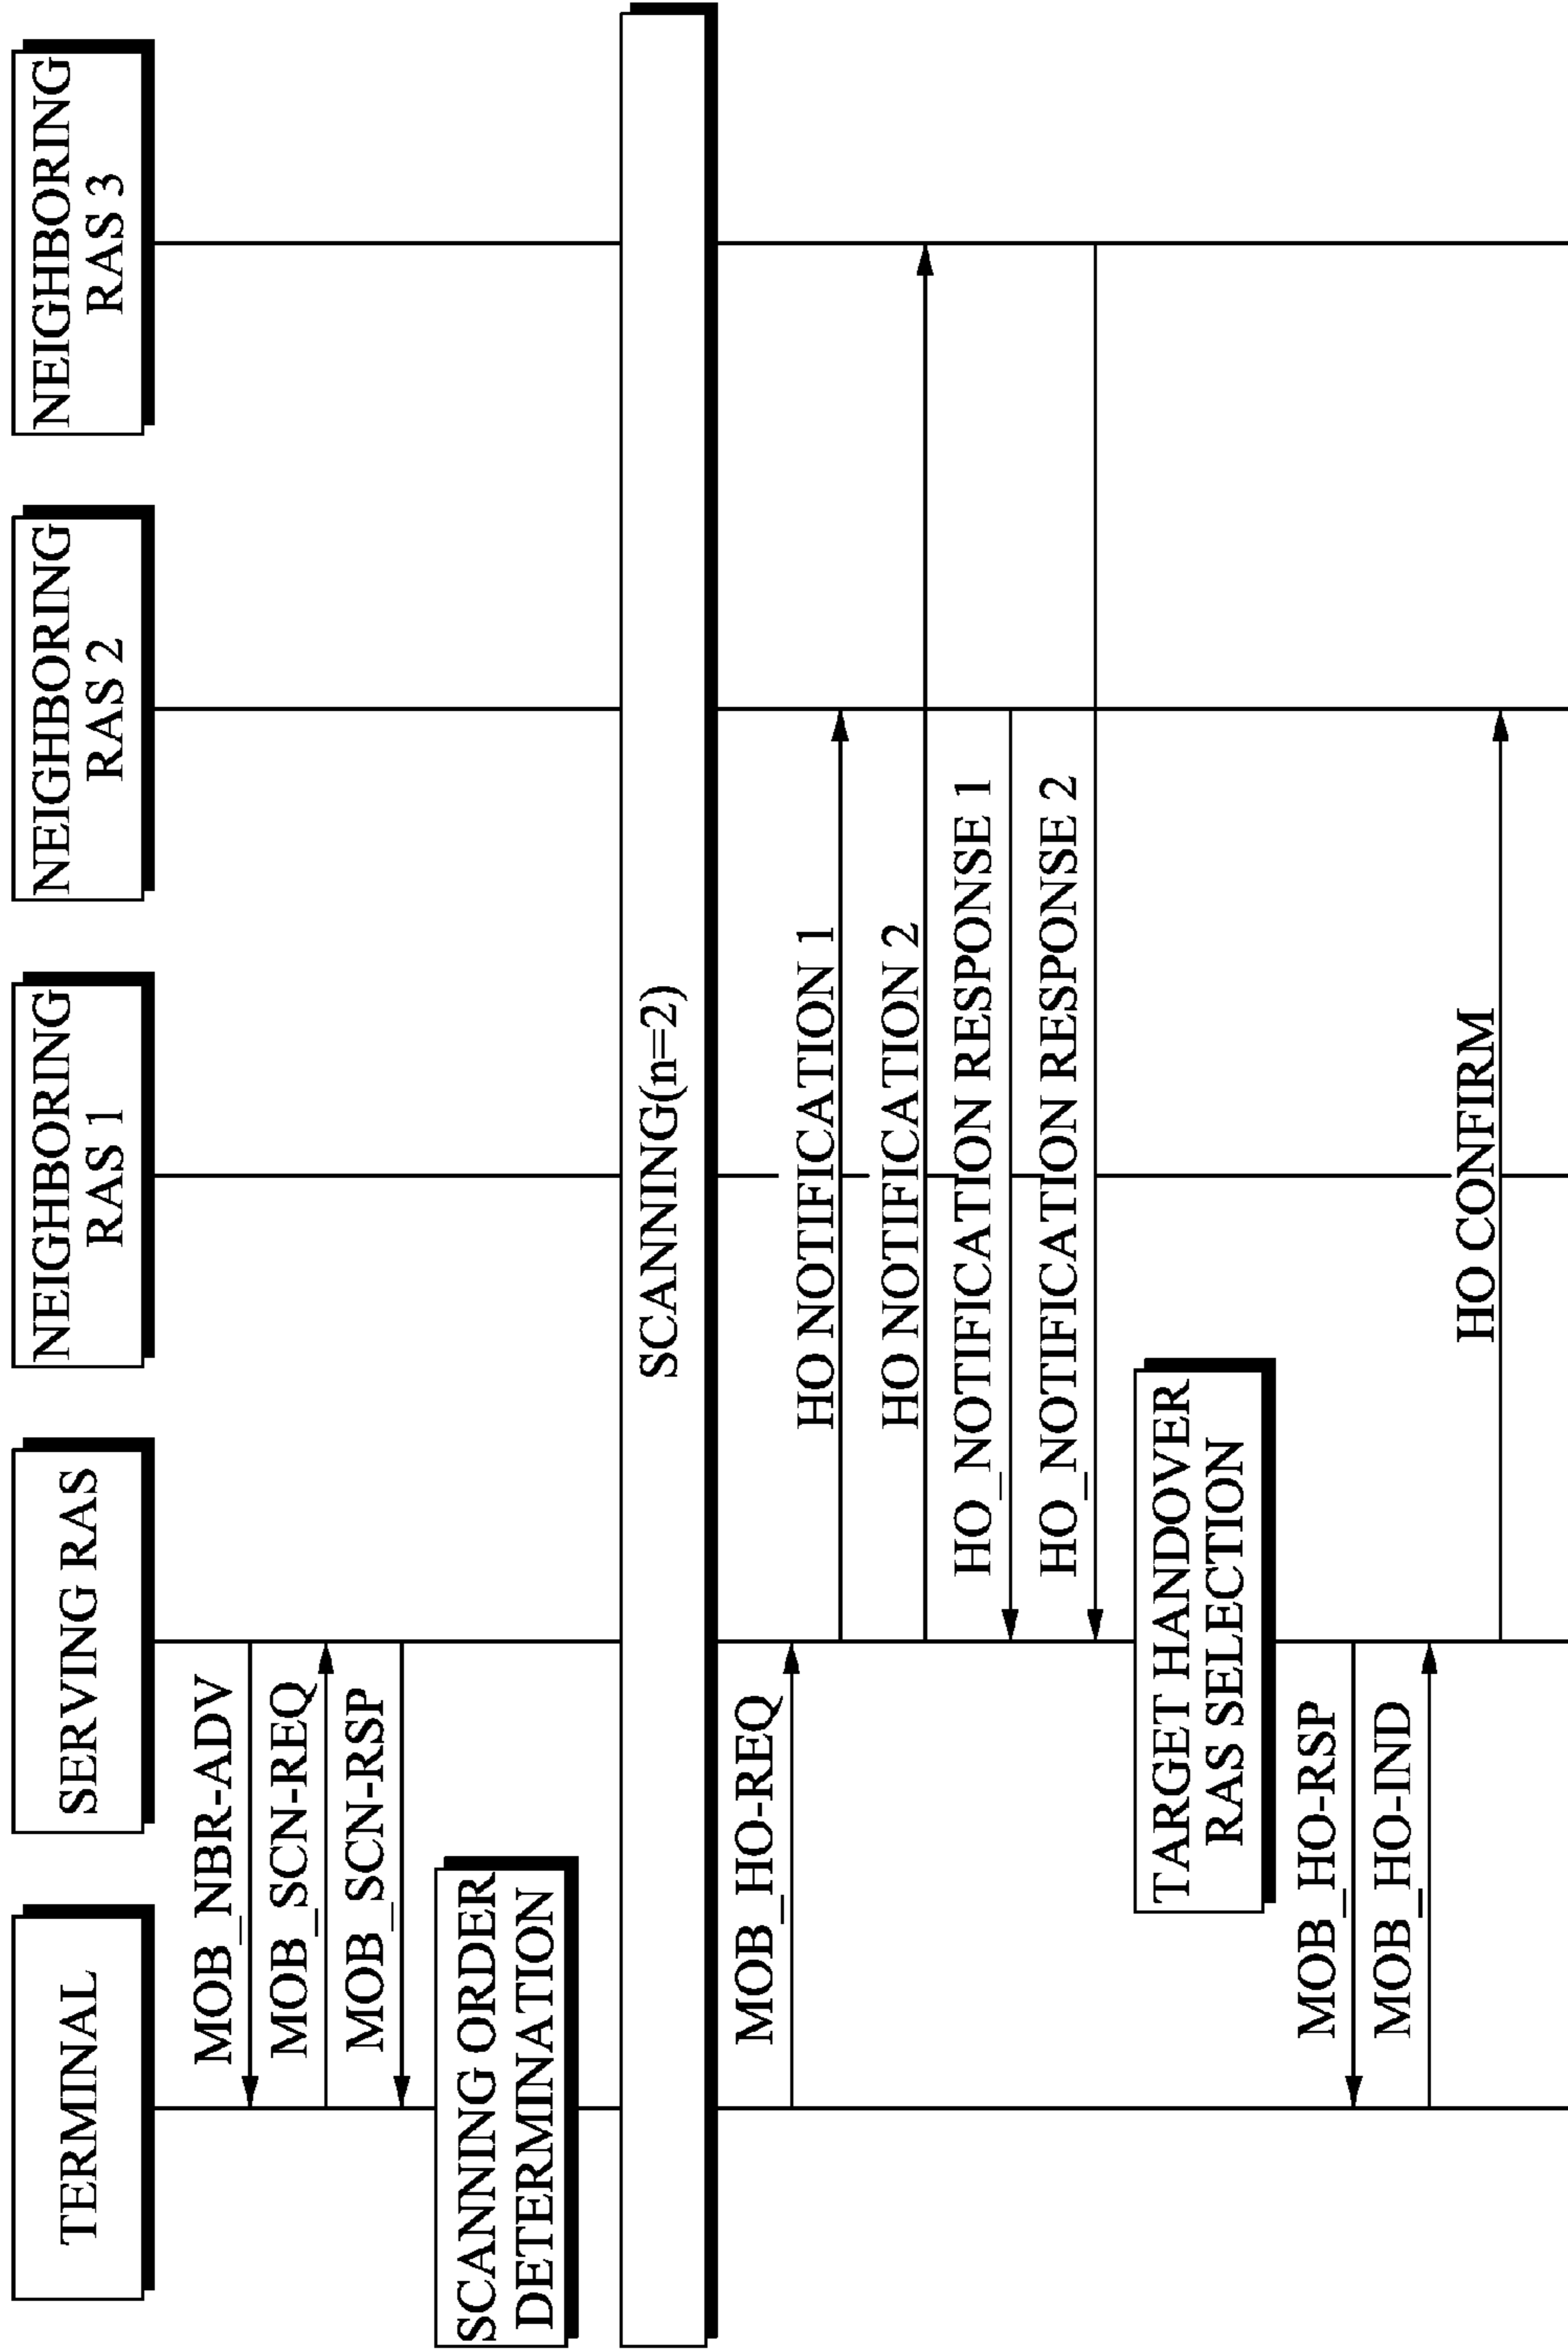 TERMINAL
SERVING RAS
NEIGHBORING
RAS 1
NEIGHBORING
RAS 2
NEIGHBORING
RAS 3
MOB_NBR-ADV
MOB_SCN-REQ
MOB_SCN-RSP
SCANNING ORDER
DETERMINATION
SCANNING(n=2)
MOB_HO-REQ
HO NOTIFICATION 1
HO NOTIFICATION 2
HO_NOTIFICATION RESPONSE 1
HO_NOTIFICATION RESPONSE 2
TARGET HANDOVER
RAS SELECTION
MOB_HO-RSP
MOB_HO-IND
HO CONFIRM